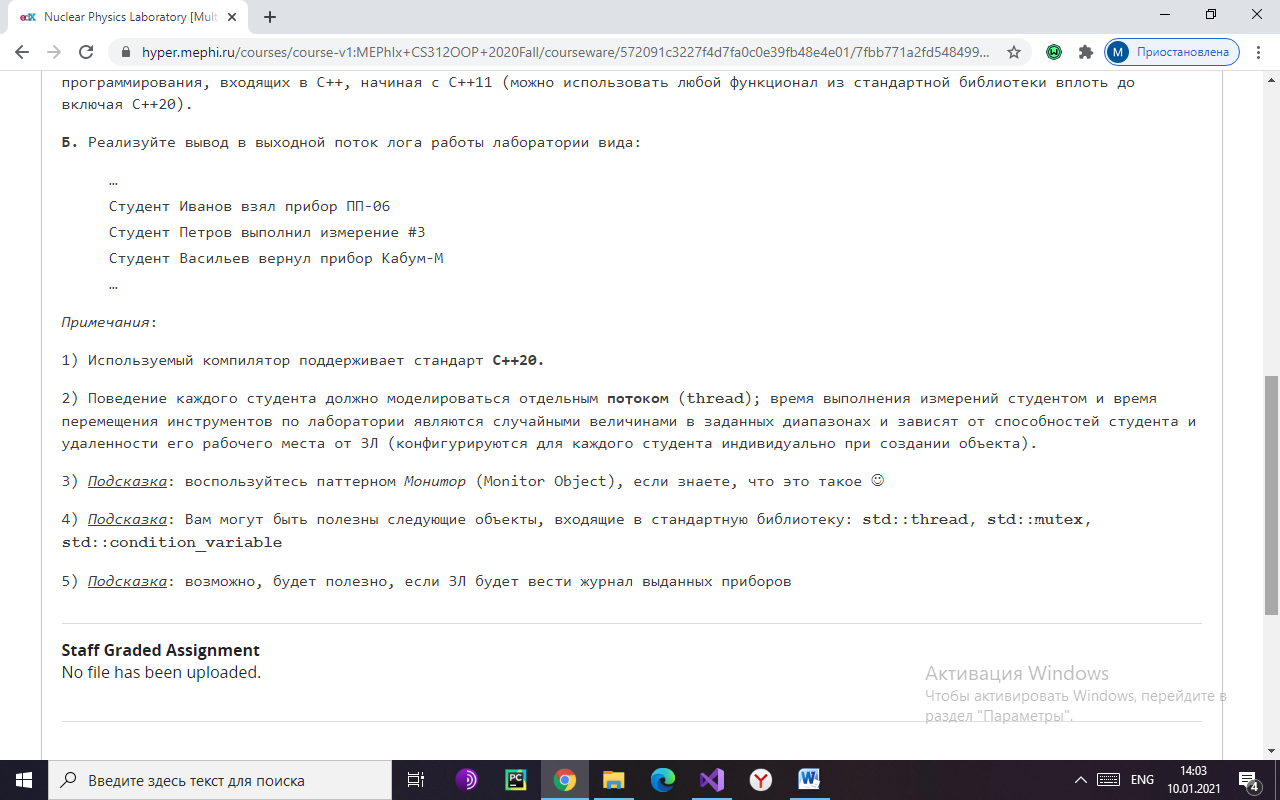 Nuclear Physics Laboratory [Mult
hyper.mephi.ru/courses/course-v1:MEPhIx+CS312OOP+2020Fall/courseware/572091c3227f4d7fa0c0e39fb48e4e01/7fbb771a2fd548499...
M Приостановлена
программирования, входящих в C++, начиная с C++11 (можно использовать любой функционал из стандартной библиотеки вплоть до
включая C++20).
Б. Реализуйте вывод в выходной поток лога работы лаборатории вида:
…
Студент Иванов взял прибор ПП-06
Студент Петров выполнил измерение #3
Студент Васильев вернул прибор Кабум-М
…
Примечания:
1) Используемый компилятор поддерживает стандарт C++20.
2) Поведение каждого студента должно моделироваться отдельным потоком (thread); время выполнения измерений студентом и время
перемещения инструментов по лаборатории являются случайными величинами в заданных диапазонах и зависят от способностей студента и
удаленности его рабочего места от ЗЛ (конфигурируются для каждого студента индивидуально при создании объекта).
3) Подсказка: воспользуйтесь паттерном Монитор (Monitor Object), если знаете, что это такое ☺
4) Подсказка: Вам могут быть полезны следующие объекты, входящие в стандартную библиотеку: std::thread, std::mutex,
std::condition_variable
5) Подсказка: возможно, будет полезно, если ЗЛ будет вести журнал выданных приборов
Staff Graded Assignment
No file has been uploaded.
Активация Windows
Чтобы активировать Windows, перейдите в
раздел "Параметры".
Введите здесь текст для поиска
ENG
14:03
10.01.2021
4